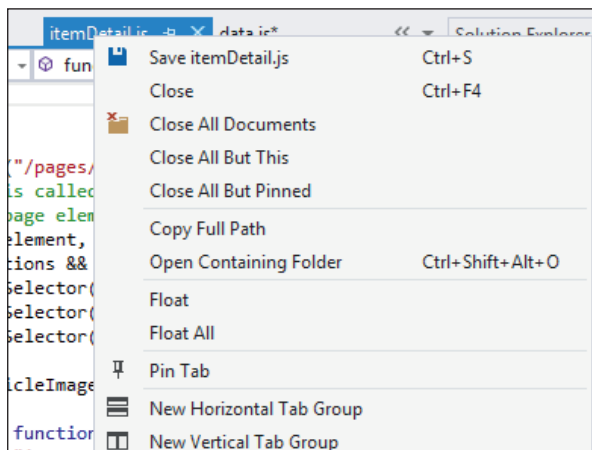 itemDetail.js data.js* Solution Explorer
fun
Save itemDetail.js Ctrl+S
Close Ctrl+F4
Close All Documents
("/pages/ Close All But This
is called Close All But Pinned
page elem
element, Copy Full Path
tions && Open Containing Folder Ctrl+Shift+Alt+O
Selector(
Selector( Float
Selector( Float All
Pin Tab
icleImage
New Horizontal Tab Group
function
New Vertical Tab Group